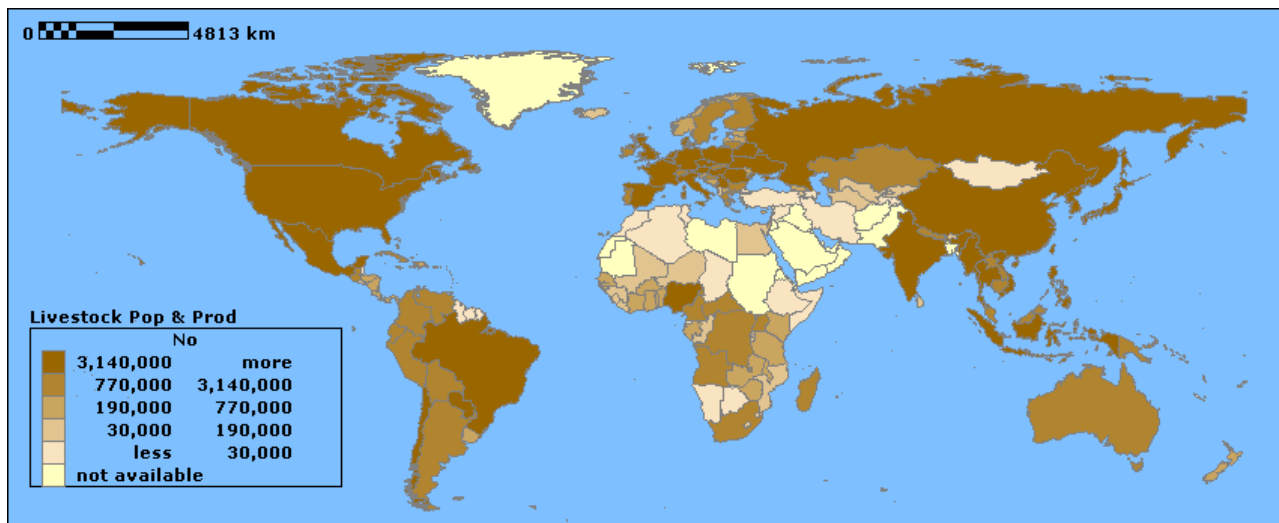 0 4813 km
Livestock Pop & Prod
No
3,140,000 more
770,000 3,140,000
190,000 770,000
30,000 190,000
less 30,000
not available